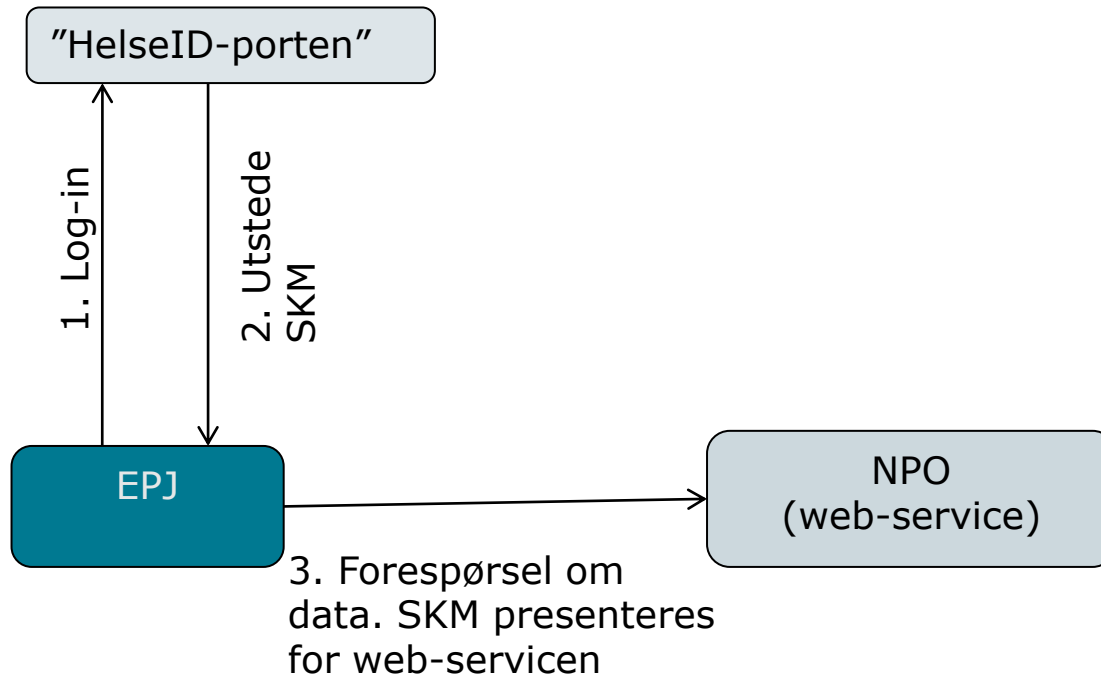 ”HelseID-porten”
1. Log-in
2. Utstede
SKM
EPJ
NPO
(web-service)
3. Forespørsel om
data. SKM presenteres
for web-servicen